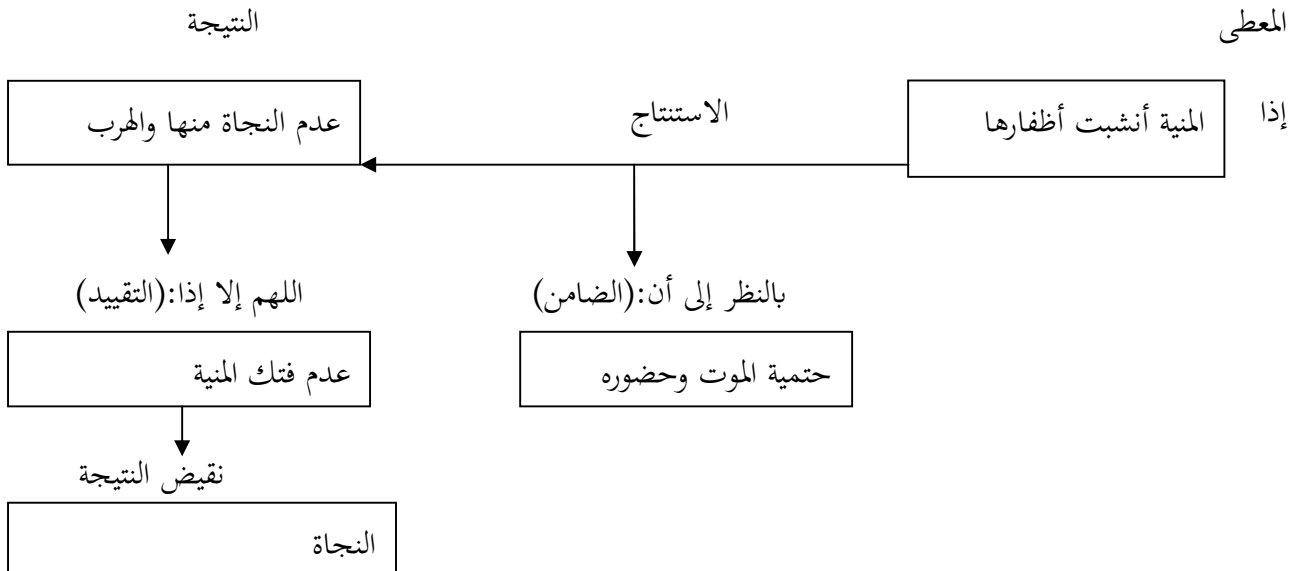 المعطى
النتيجة
إذا
المنية أنشبت أظفارها
الاستنتاج
عدم النجاة منها والهرب
بالنظر إلى أن:(الضامن)
اللهم إلا إذا:(التقييد)
حتمية الموت وحضوره
عدم فتك المنية
نقيض النتيجة
النجاة